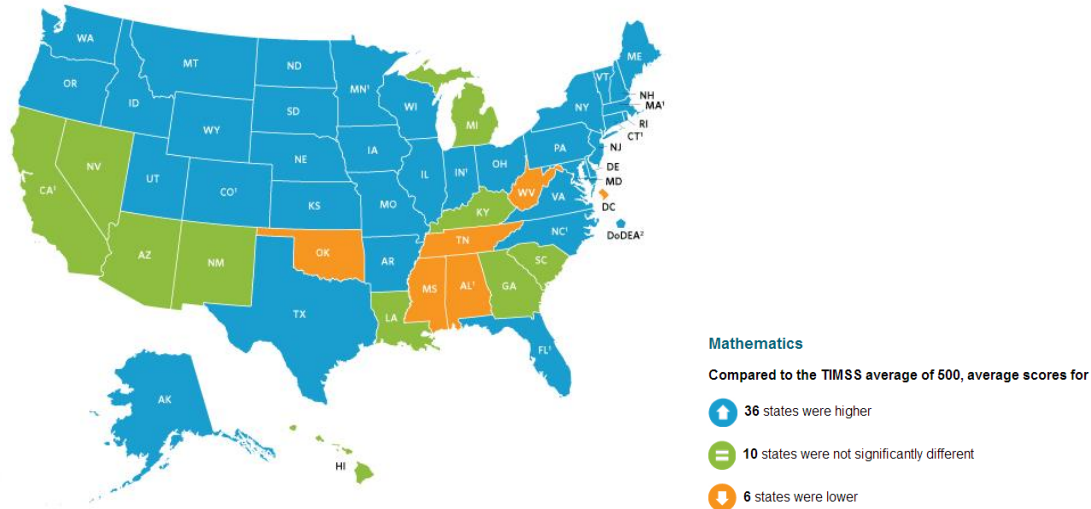 WA
MT
ND
MN¹
ME
VT
OR
ID
SD
WI
NY
NH
MA¹
WY
MI
RI
CT¹
IA
PA
NJ
NE
NV
IL
IN¹
OH
DE
MD
UT
CO¹
CA¹
KS
MO
WV
VA
DC
KY
NC¹
DoDEA²
AZ
NM
OK
TN
AR
SC
MS
AL¹
GA
TX
LA
FL¹
AK
HI
Mathematics
Compared to the TIMSS average of 500, average scores for
36 states were higher
10 states were not significantly different
6 states were lower